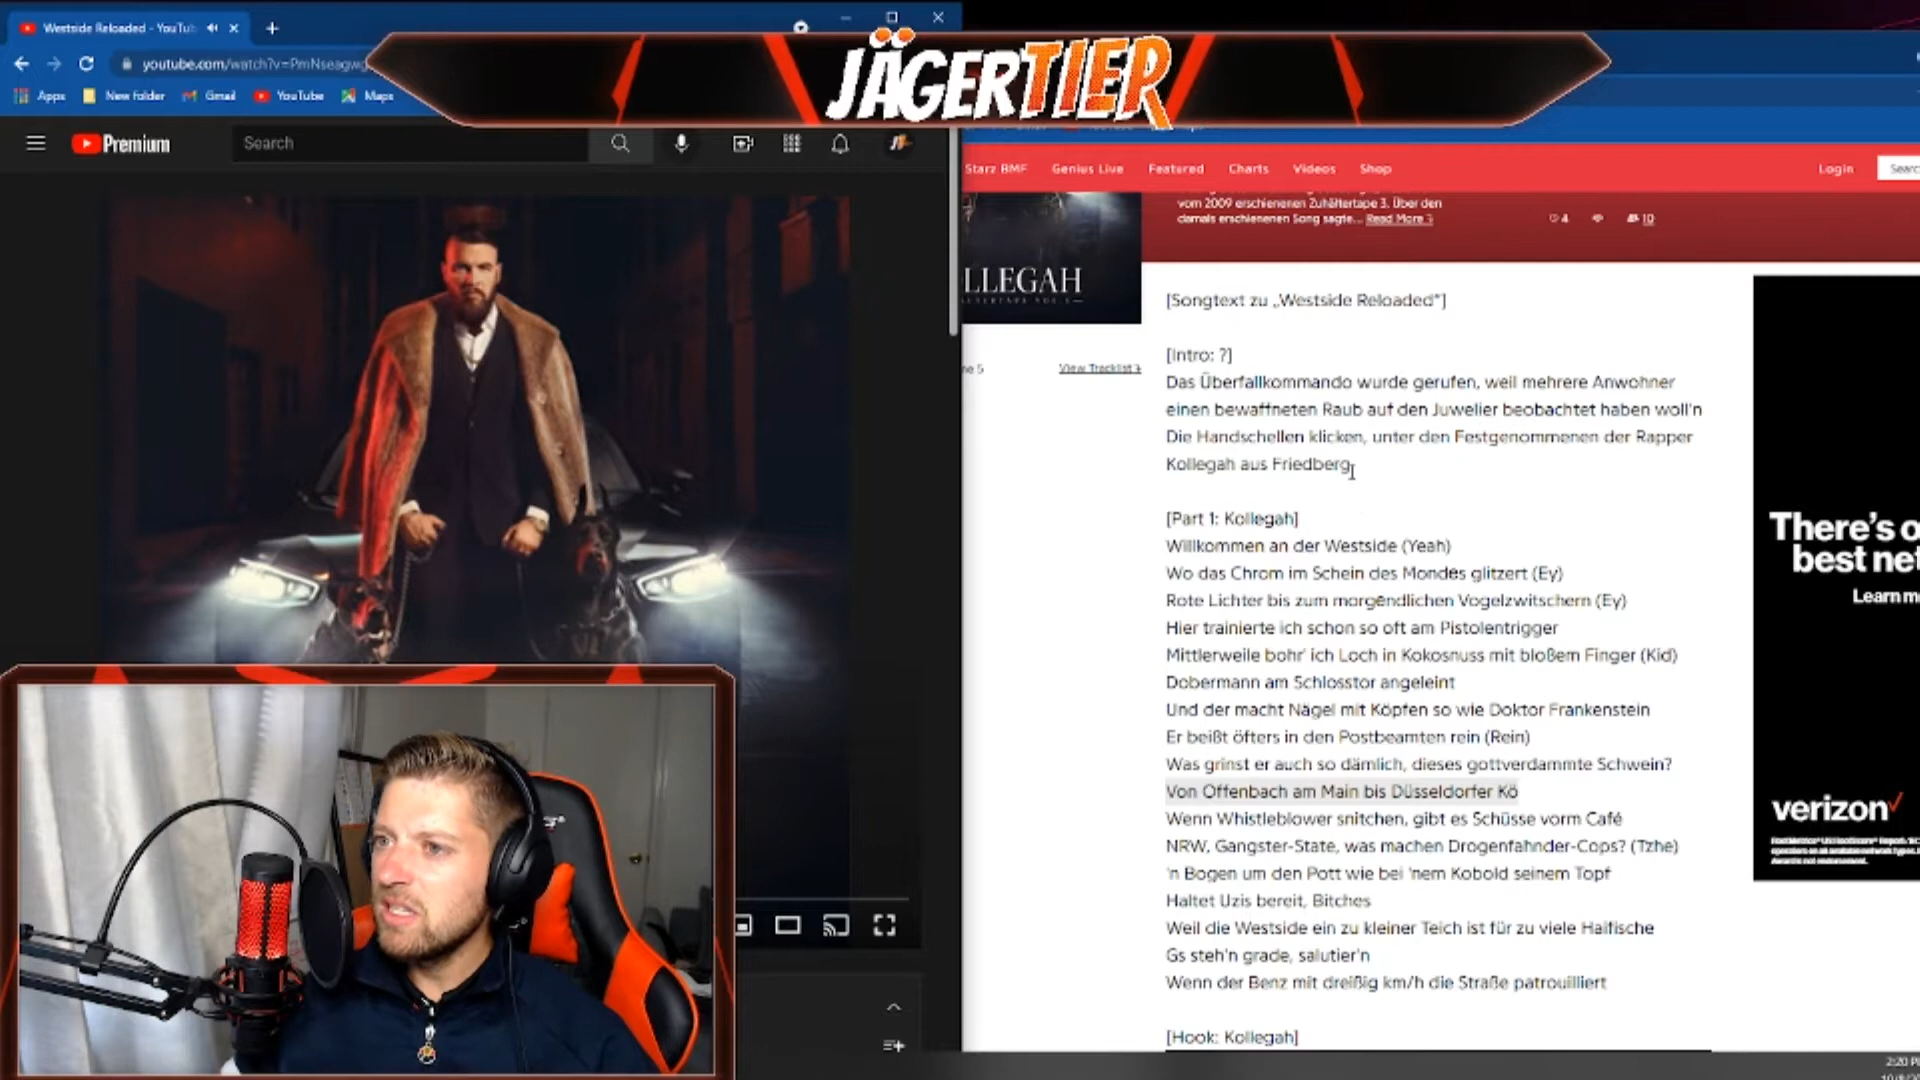 Westside Reloaded - YouTu
youtube.com/watch?v=PmNseagw
Apps
New folder
Gmail
YouTube
Maps
JÄGERTIER
Premium
Search
Starz BMF
Genius Live
Featured
Charts
Videos
Shop
Login
Searc
vom 2009 erschienenen Zuhältertape 3. Über den
damals erschienenen Song sagte... Read More
4
10
LLEGAH
View Tracklist
[Songtext zu „Westside Reloaded“]
[Intro: ?]
Das Überfallkommando wurde gerufen, weil mehrere Anwohner
einen bewaffneten Raub auf den Juwelier beobachtet haben woll'n
Die Handschellen klicken, unter den Festgenommenen der Rapper
Kollegah aus Friedberg
[Part 1: Kollegah]
Willkommen an der Westside (Yeah)
Wo das Chrom im Schein des Mondes glitzert (Ey)
Rote Lichter bis zum morgendlichen Vogelzwitschern (Ey)
Hier trainierte ich schon so oft am Pistolentrigger
Mittlerweile bohr' ich Loch in Kokosnuss mit bloßem Finger (Kid)
Dobermann am Schlosstor angeleint
Und der macht Nägel mit Köpfen so wie Doktor Frankenstein
Er beißt öfters in den Postbeamten rein (Rein)
Was grinst er auch so dämlich, dieses gottverdammte Schwein?
Von Offenbach am Main bis Düsseldorfer Kö
Wenn Whistleblower snitchen, gibt es Schüsse vorm Café
NRW, Gangster-State, was machen Drogenfahnder-Cops? (Tzhe)
'n Bogen um den Pott wie bei 'nem Kobold seinem Topf
Haltet Uzis bereit, Bitches
Weil die Westside ein zu kleiner Teich ist für zu viele Haifische
Gs steh'n grade, salutier'n
Wenn der Benz mit dreißig km/h die Straße patrouilliert
[Hook: Kollegah]
There's o
best net
Learn m
verizon
2:20 P